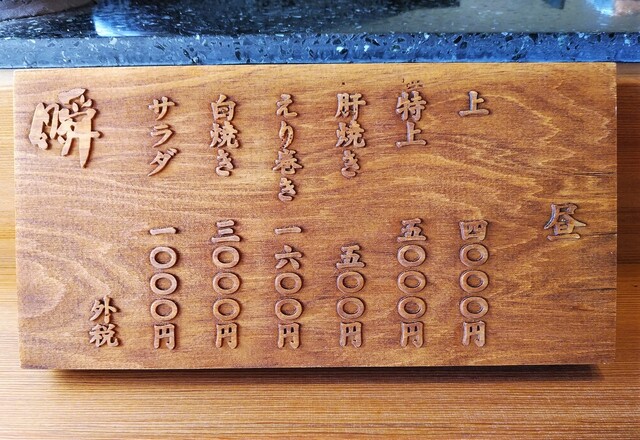 昼
上 四〇〇〇円
特上 五〇〇〇円
肝焼き 五〇〇円
えり巻き 一六〇〇円
白焼き 三〇〇〇円
サラダ 一〇〇〇円
外税
瞬